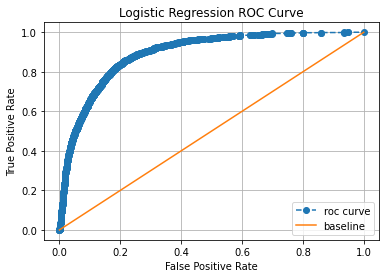 Logistic Regression ROC Curve
True Positive Rate
1.0
0.8
0.6
0.4
0.2
0.0
roc curve
baseline
0.0 0.2 0.4 0.6 0.8 1.0
False Positive Rate